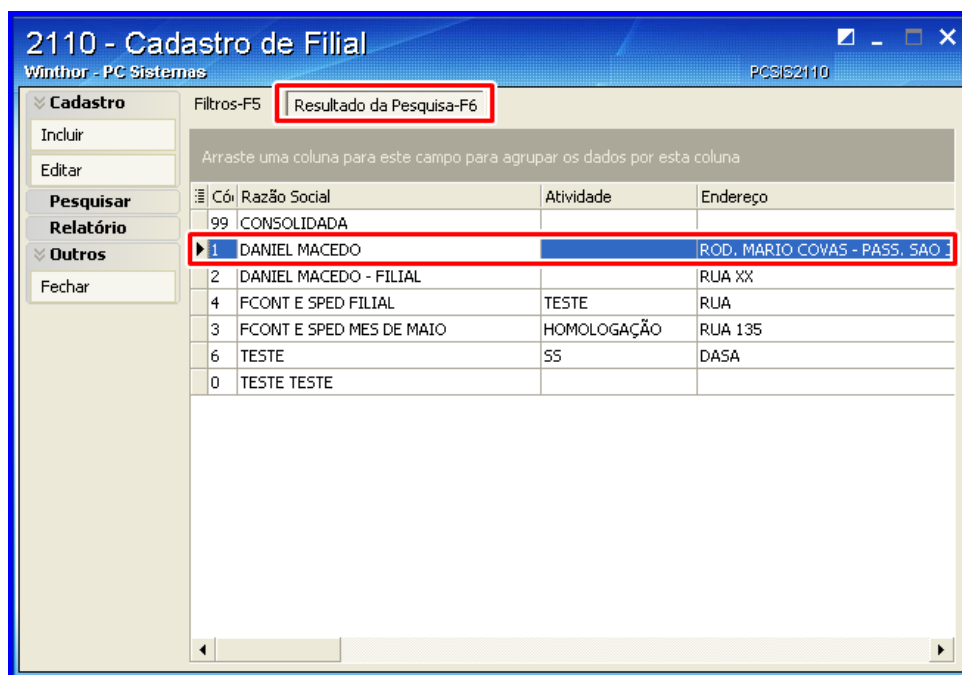 2110 - Cadastro de Filial
Winthor - PC Sistemas PCSIS2110
Cadastro
Incluir
Editar
Pesquisar
Relatório
Outros
Fechar
Filtros-F5 Resultado da Pesquisa-F6
Arraste uma coluna para este campo para agrupar os dados por esta coluna
Có Razão Social Atividade Endereço
99 CONSOLIDADA
1 DANIEL MACEDO ROD. MARIO COVAS - PASS. SAO J
2 DANIEL MACEDO - FILIAL RUA XX
4 FCONT E SPED FILIAL TESTE RUA
3 FCONT E SPED MES DE MAIO HOMOLOGAÇÃO RUA 135
6 TESTE SS DASA
0 TESTE TESTE